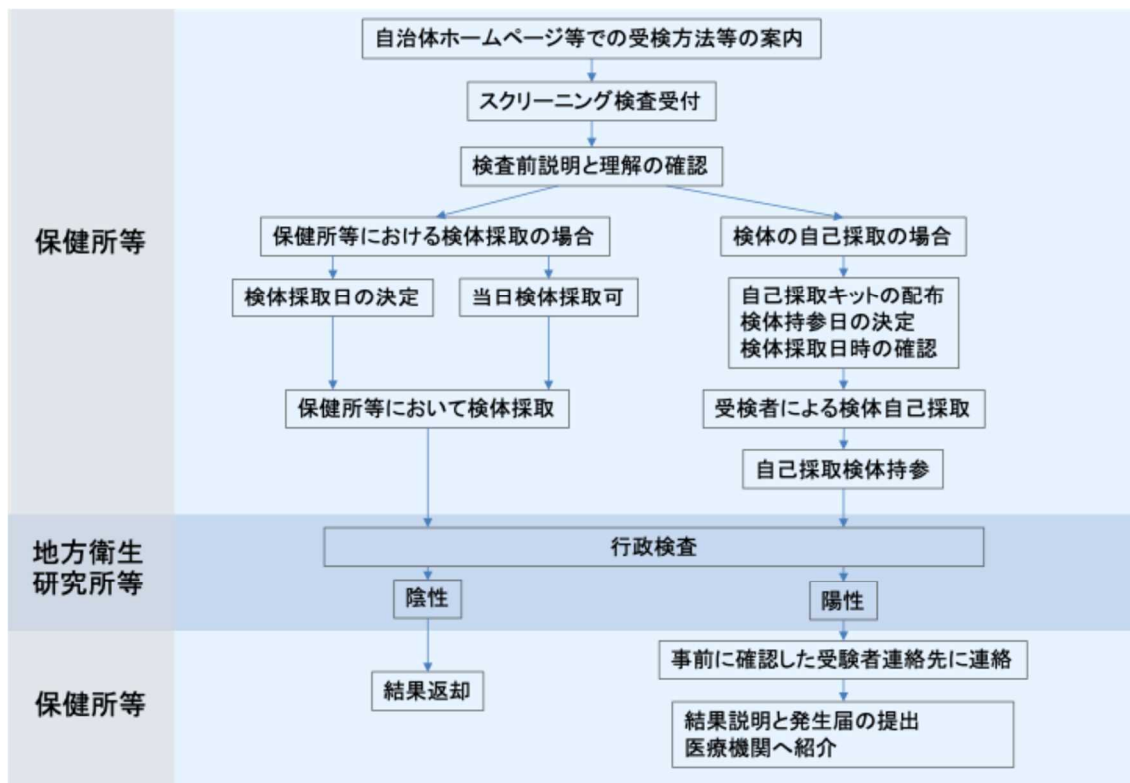 自治体ホームページ等での受検方法等の案内
スクリーニング検査受付
検査前説明と理解の確認
保健所等
保健所等における検体採取の場合
検体の自己採取の場合
検体採取日の決定
当日検体採取可
自己採取キットの配布
検体持参日の決定
検体採取日時の確認
保健所等において検体採取
受検者による検体自己採取
自己採取検体持参
地方衛生
研究所等
行政検査
陰性
陽性
保健所等
事前に確認した受験者連絡先に連絡
結果返却
結果説明と発生届の提出
医療機関へ紹介